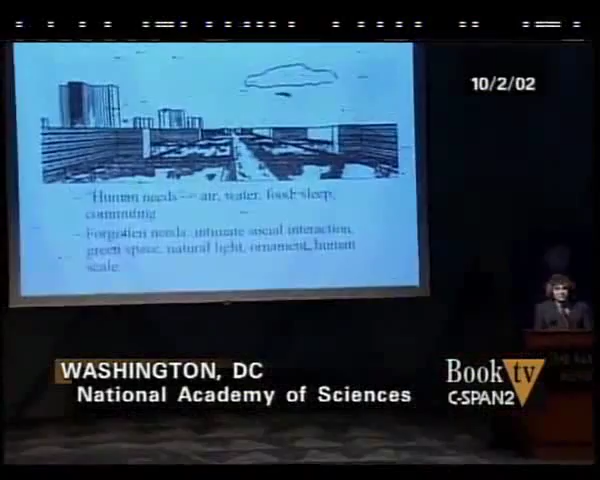 10/2/02
– "Human needs" — air, water, food, sleep,
commuting
– Forgotten needs, intimate social interaction,
green space, natural light, ornament, human
scale.
WASHINGTON, DC
National Academy of Sciences
Book tv
C-SPAN2